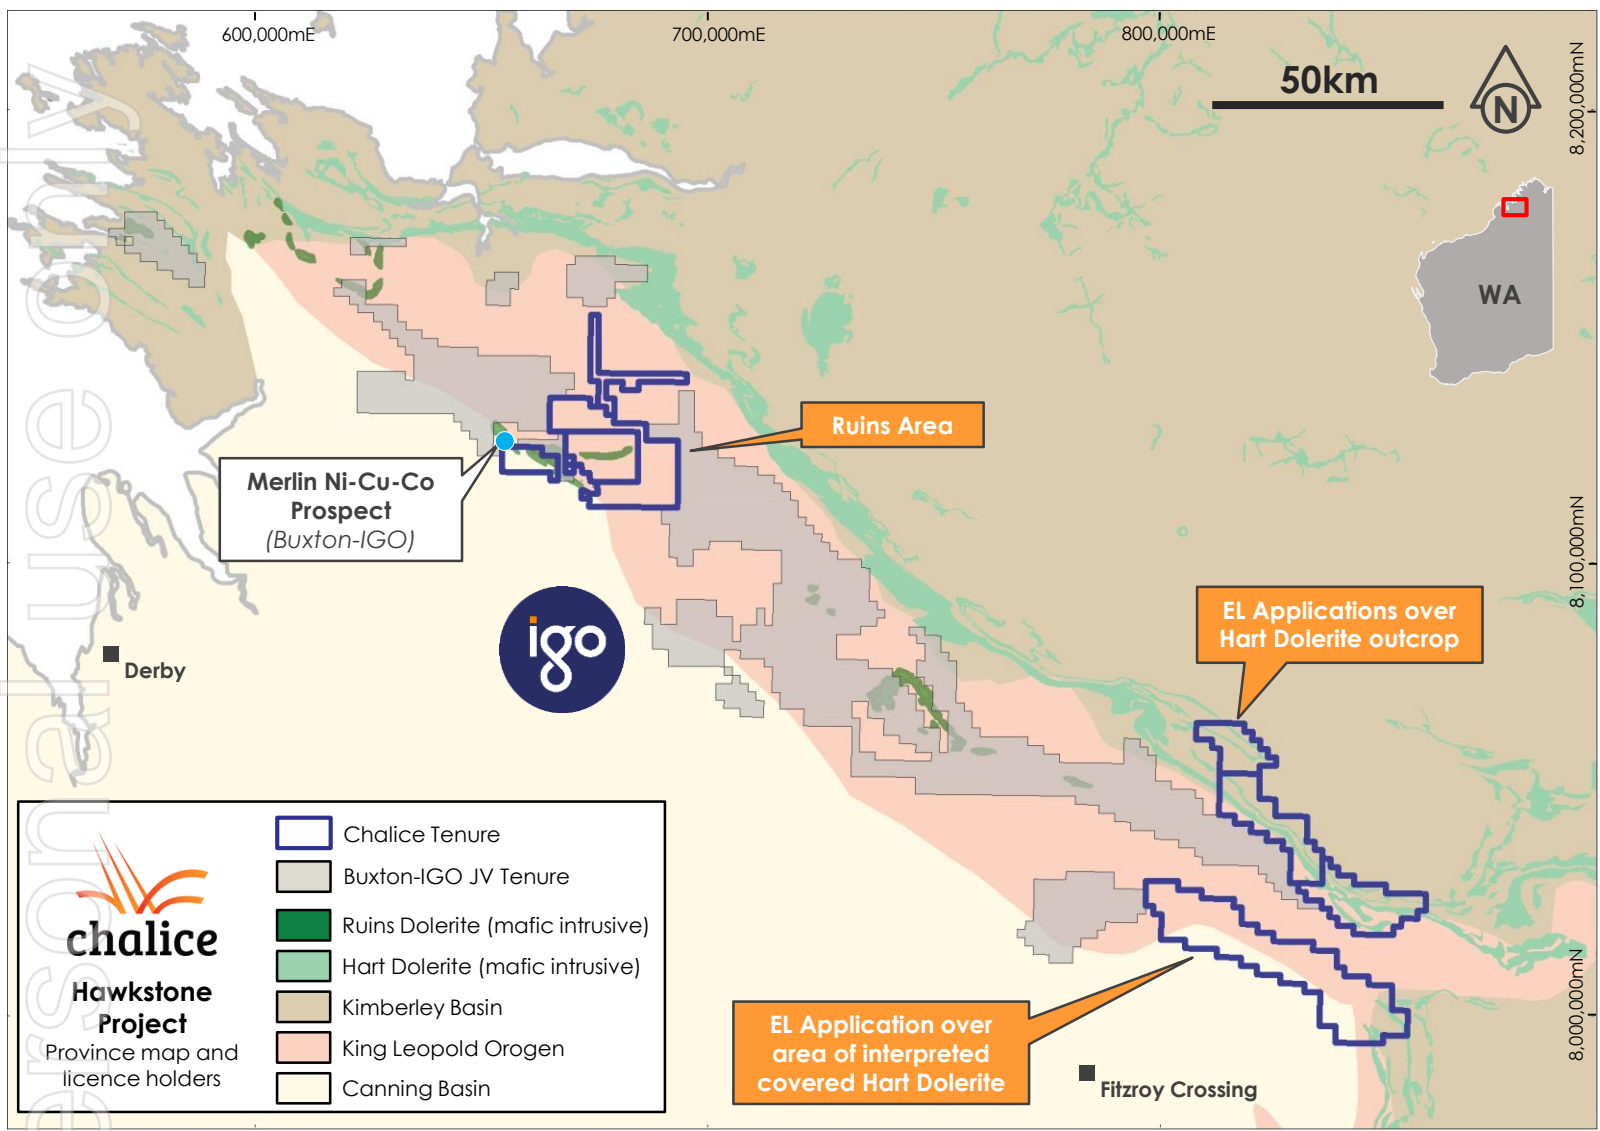 600,000mE
700,000mE
800,000mE
50km
N
8,200,000mN
WA
Ruins Area
Merlin Ni-Cu-Co
Prospect
(Buxton-IGO)
8,100,000mN
igo
EL Applications over
Hart Dolerite outcrop
Derby
chalice
Hawkstone
Project
Province map and
licence holders
Chalice Tenure
Buxton-IGO JV Tenure
Ruins Dolerite (mafic intrusive)
Hart Dolerite (mafic intrusive)
Kimberley Basin
King Leopold Orogen
Canning Basin
EL Application over
area of interpreted
covered Hart Dolerite
8,000,000mN
Fitzroy Crossing
ersonal use only